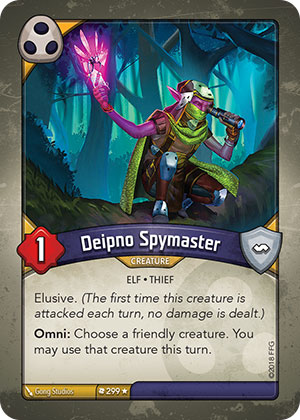 Deipno Spymaster
1
CREATURE
ELF • THIEF
Elusive. (The first time this creature is
attacked each turn, no damage is dealt.)
Omni: Choose a friendly creature. You
may use that creature this turn.
©2018 FFG
Gong Studios
299